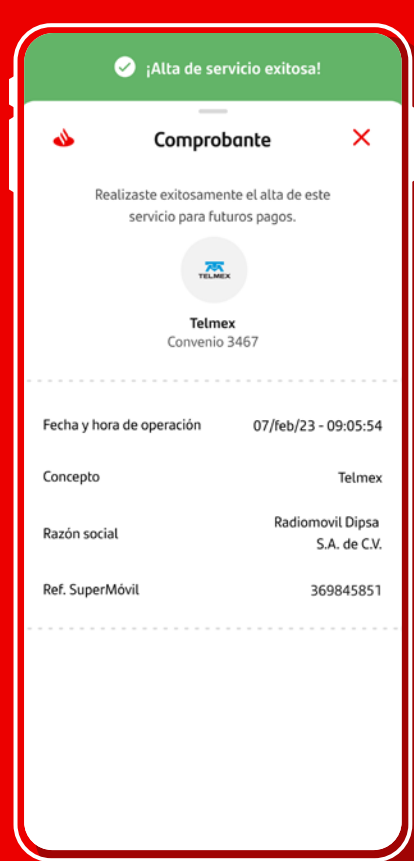 ¡Alta de servicio exitosa!
Comprobante
Realizaste exitosamente el alta de este
servicio para futuros pagos.
TELMEX
Telmex
Convenio 3467
Fecha y hora de operación 07/feb/23 - 09:05:54
Concepto Telmex
Razón social Radiomovil Dipsa
S.A. de C.V.
Ref. SuperMóvil 369845851